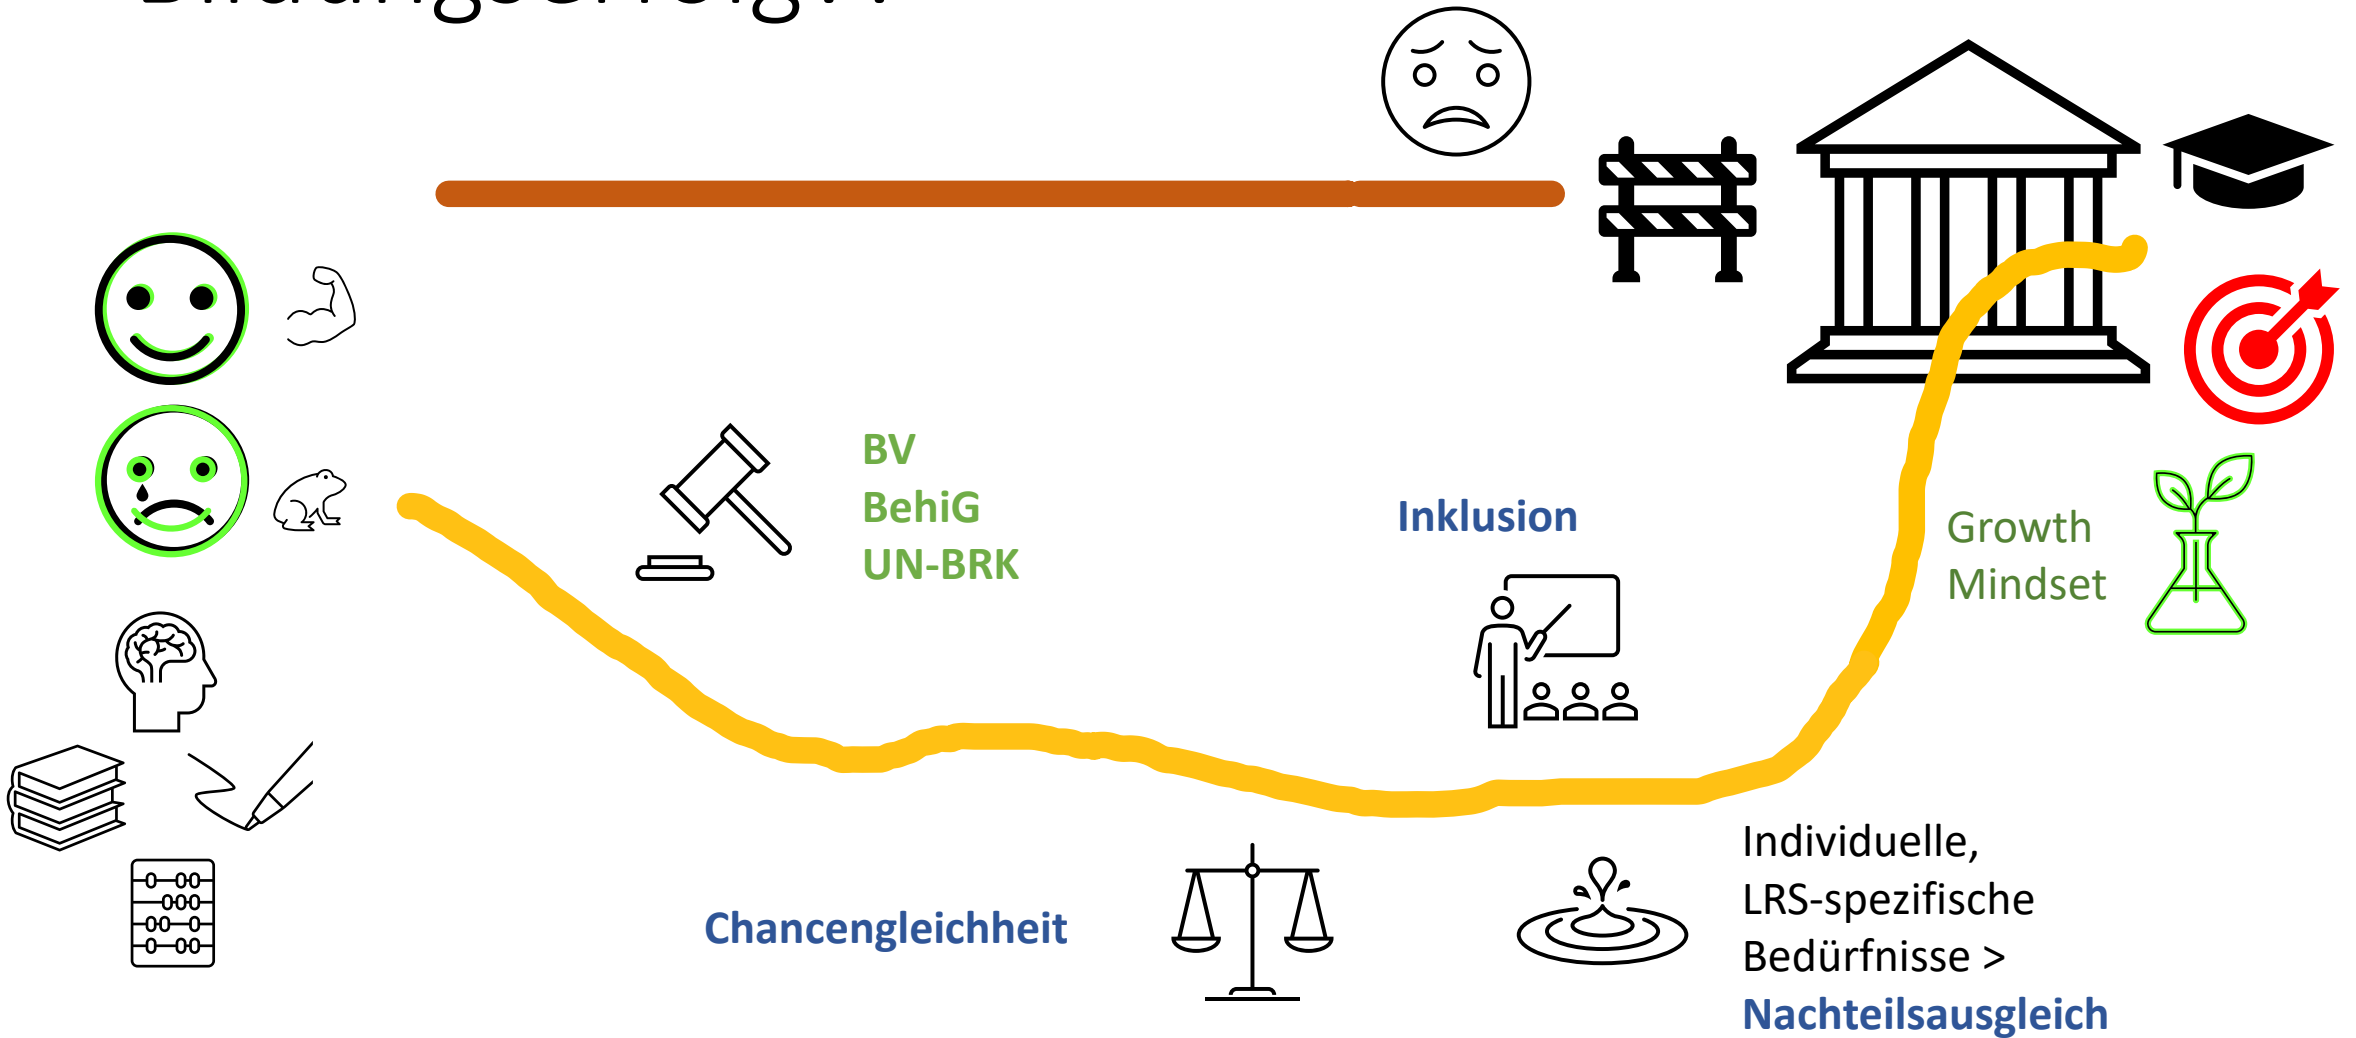 BV
BehiG
UN-BRK
Inklusion
Growth
Mindset
Chancengleichheit
Individuelle,
LRS-spezifische
Bedürfnisse >
Nachteilsausgleich